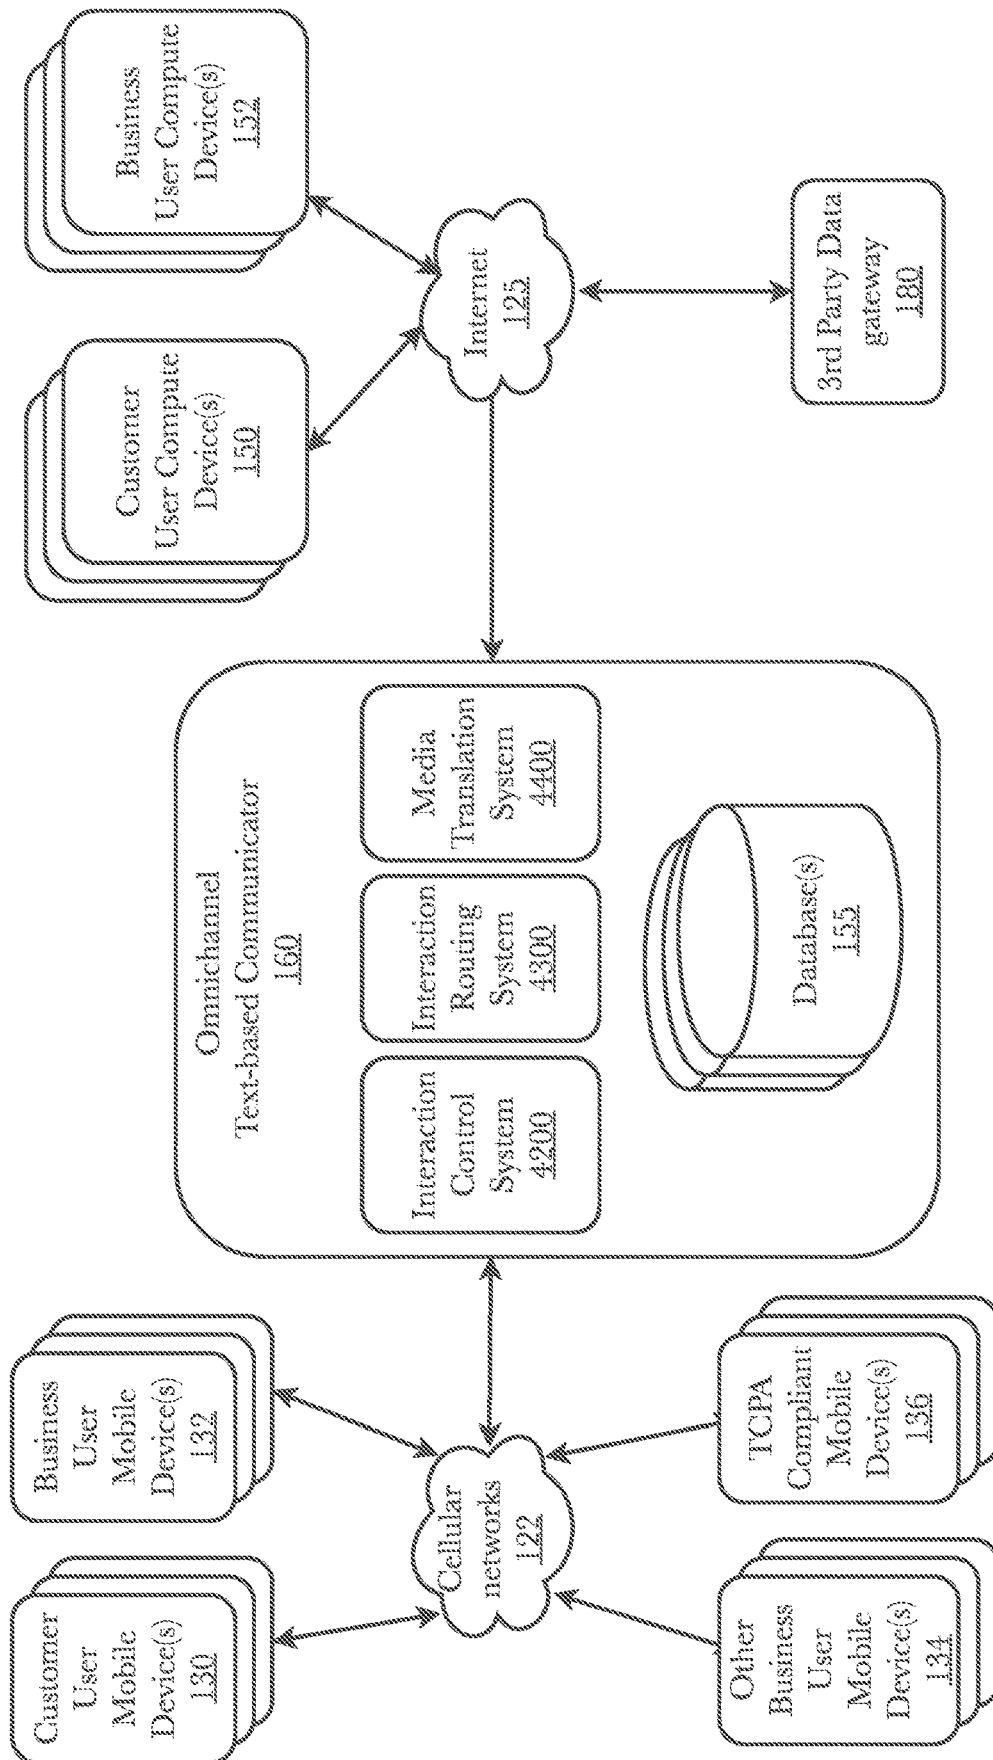 Customer
User
Mobile
Device(s)
130
Business
User
Mobile
Device(s)
132
Cellular
networks
122
Other
Business
User
Mobile
Device(s)
134
TCPA
Compliant
Mobile
Device(s)
136
Omnichannel
Text-based Communicator
160
Interaction
Control
System
4200
Interaction
Routing
System
4300
Media
Translation
System
4400
Database(s)
155
Customer
User Compute
Device(s)
150
Business
User Compute
Device(s)
152
Internet
125
3rd Party Data
gateway
180